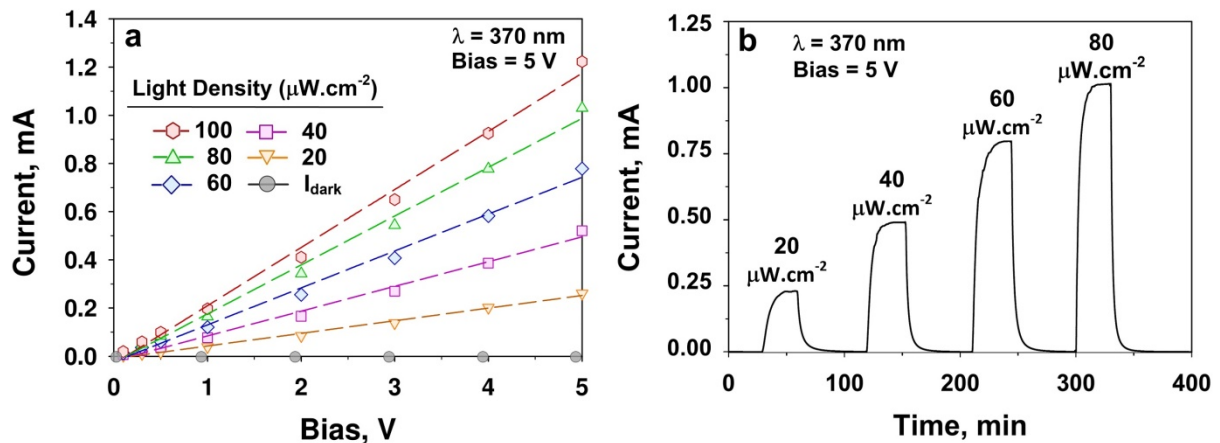 a
λ = 370 nm
Bias = 5 V
Light Density (μW.cm-2)
100 40
80 20
60 Idark
1.4
1.2
1.0
0.8
0.6
0.4
0.2
0.0
Current, mA
0 1 2 3 4 5
Bias, V
b
λ = 370 nm
Bias = 5 V
80
μW.cm-2
60
μW.cm-2
40
μW.cm-2
20
μW.cm-2
1.25
1.00
0.75
0.50
0.25
0.00
Current, mA
0 100 200 300 400
Time, min